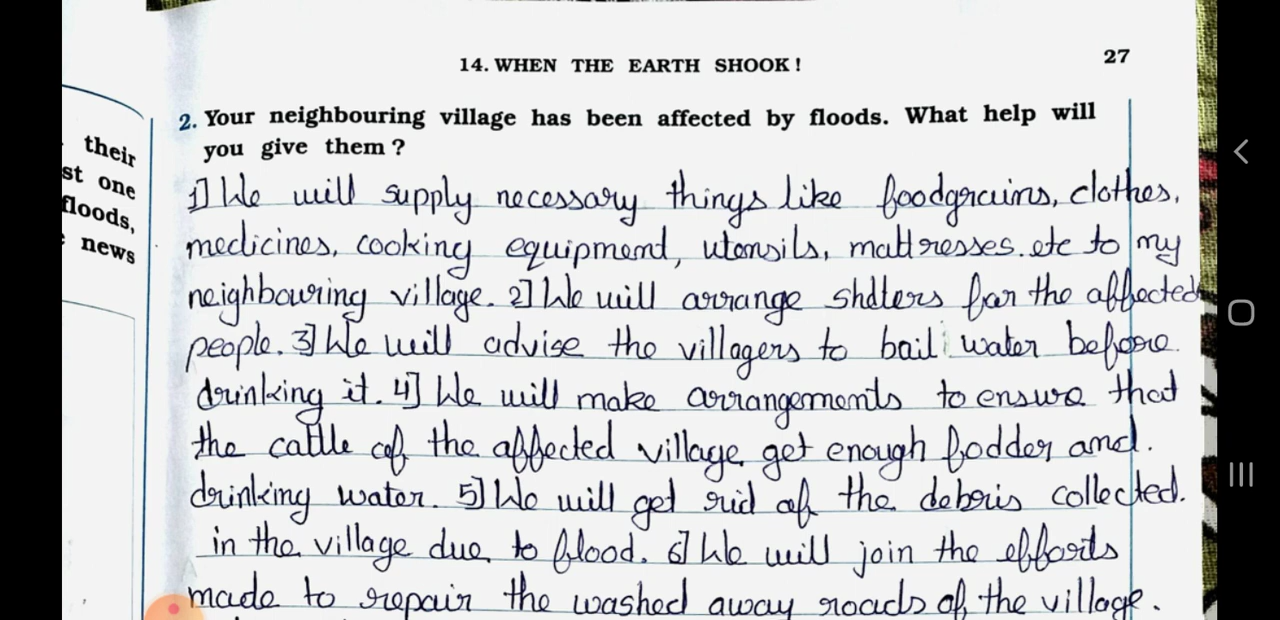 14. WHEN THE EARTH SHOOK!
27
their
st one
floods,
news
2. Your neighbouring village has been affected by floods. What help will
you give them?
1] We will supply necessary things like foodgrains, clothes,
medicines, cooking equipment, utensils, mattresses. etc to my
neighbouring village. 2] We will arrange shelters for the affected
people. 3] We will advise the villagers to boil water before
drinking it. 4] We will make arrangements to ensure that
the cattle of the affected village get enough fodder and.
drinking water. 5] We will get rid of the debris collected.
in the village due to flood. 6] We will join the efforts
made to repair the washed away roads of the village.